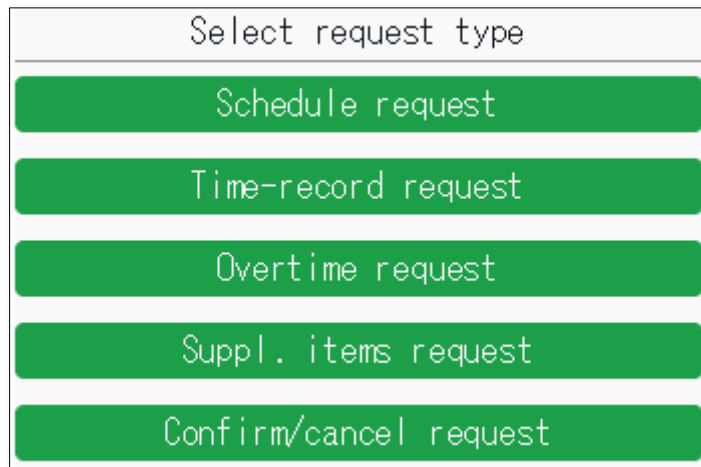 Select request type
Schedule request
Time-record request
Overtime request
Suppl. items request
Confirm/cancel request